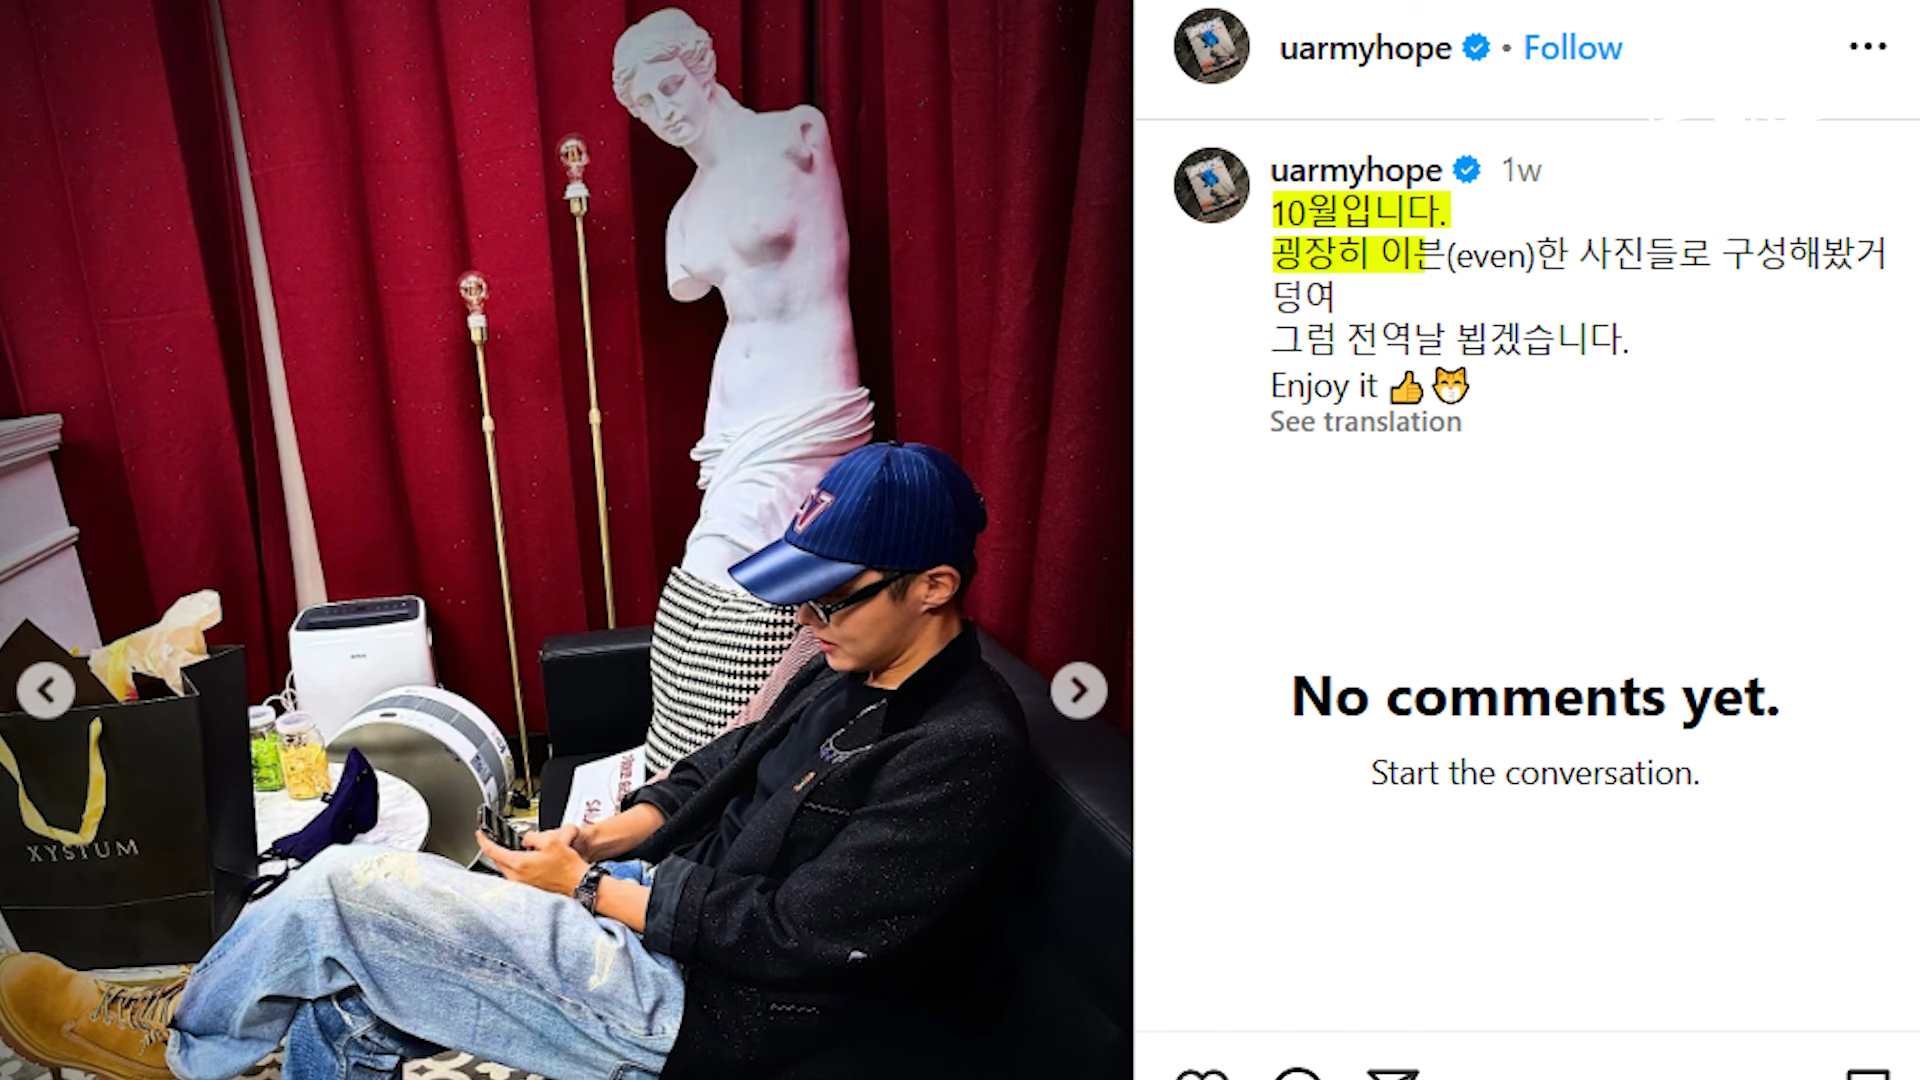 uarmyhope • Follow
uarmyhope 1w
10월입니다.
굉장히 이븐(even)한 사진들로 구성해봤거
덩여
그럼 전역날 뵙겠습니다.
Enjoy it 👍😸
See translation
No comments yet.
Start the conversation.
XYSTUM